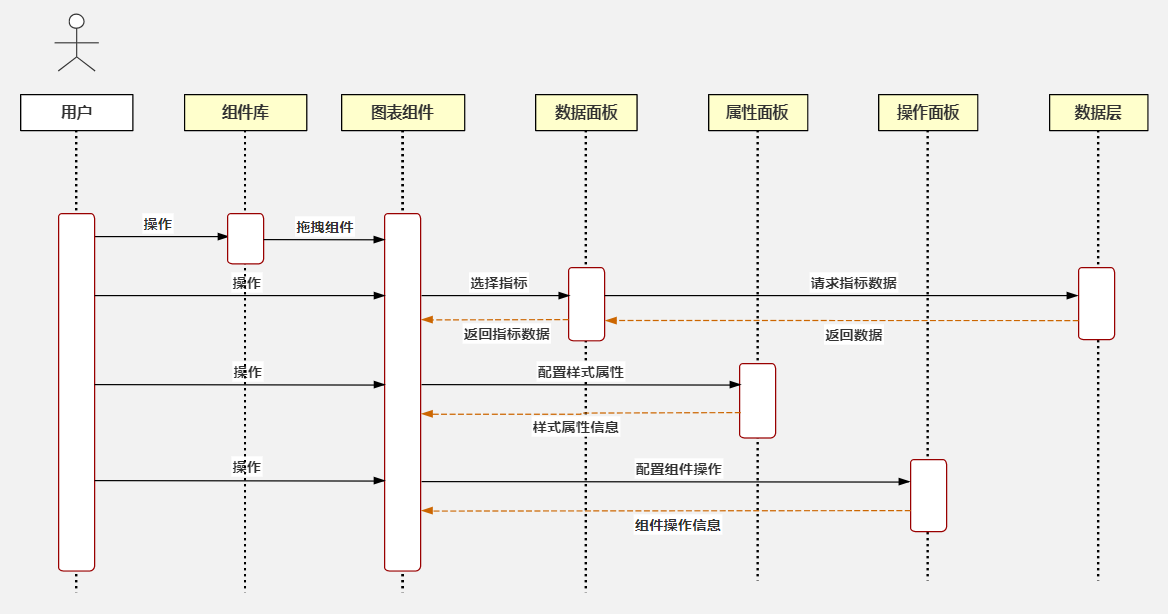 用户
组件库
图表组件
数据面板
属性面板
操作面板
数据层
操作
拖拽组件
操作
选择指标
请求指标数据
返回指标数据
返回数据
操作
配置样式属性
样式属性信息
操作
配置组件操作
组件操作信息